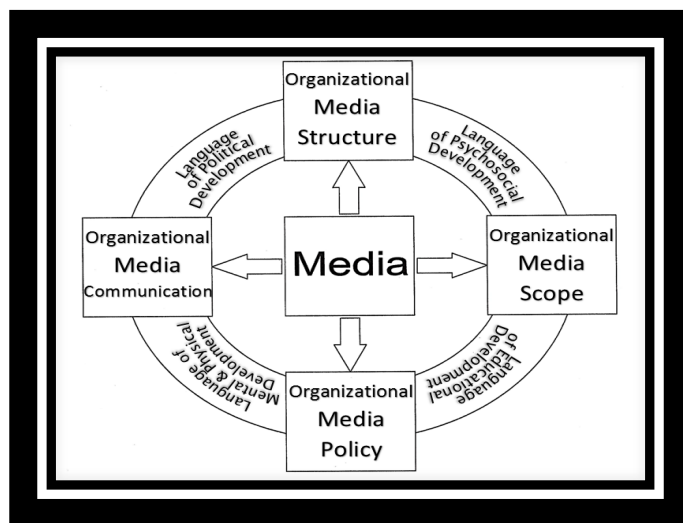 Organizational
Media
Structure
Language
of Political
Development
Language
of Psychosocial
Development
Organizational
Media
Communication
Media
Organizational
Media
Scope
Language of
Mental & Physical
Development
Language
of Educational
Development
Organizational
Media
Policy